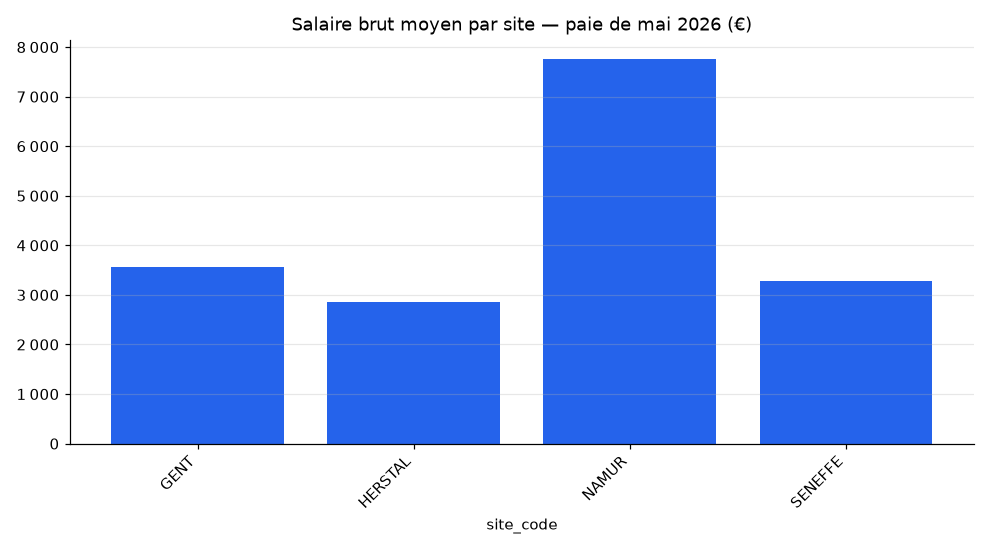 Salaire brut moyen par site — paie de mai 2026 (€)
8 000
7 000
6 000
5 000
4 000
3 000
2 000
1 000
0
GENT
HERSTAL
NAMUR
SENEFFE
site_code